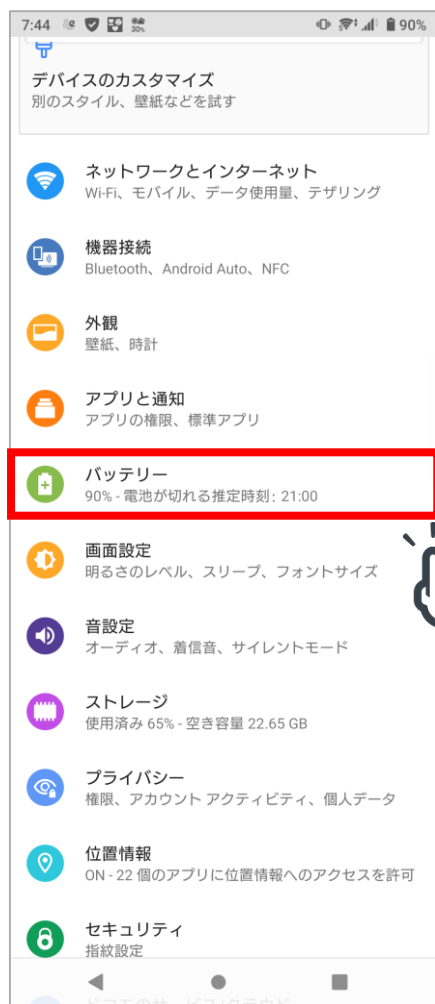 7:44
30%
90%
デバイスのカスタマイズ
別のスタイル、壁紙などを試す
ネットワークとインターネット
Wi-Fi、モバイル、データ使用量、テザリング
機器接続
Bluetooth、Android Auto、NFC
外観
壁紙、時計
アプリと通知
アプリの権限、標準アプリ
バッテリー
90% - 電池が切れる推定時刻: 21:00
画面設定
明るさのレベル、スリープ、フォントサイズ
音設定
オーディオ、着信音、サイレントモード
ストレージ
使用済み 65% - 空き容量 22.65 GB
プライバシー
権限、アカウント アクティビティ、個人データ
位置情報
ON - 22 個のアプリに位置情報へのアクセスを許可
セキュリティ
指紋設定